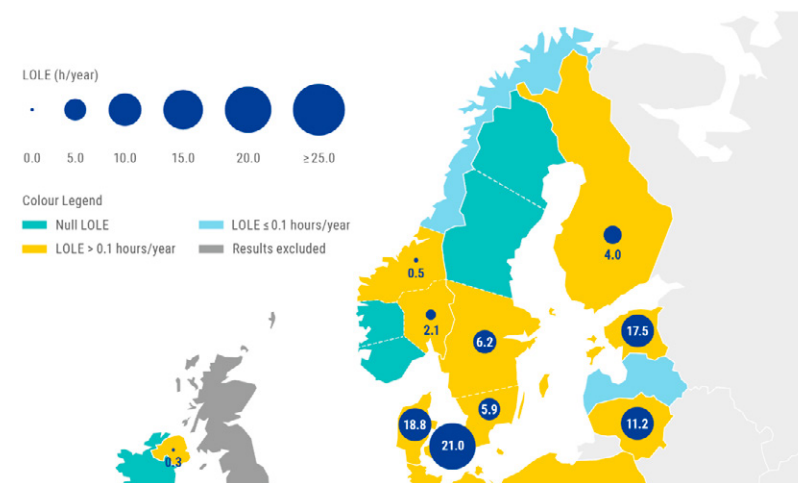 LOLE (h/year)
0.0 5.0 10.0 15.0 20.0 ≥25.0
Colour Legend
Null LOLE LOLE ≤ 0.1 hours/year
LOLE > 0.1 hours/year Results excluded
4.0
0.5
2.1
17.5
6.2
5.9
18.8
11.2
21.0
0.3